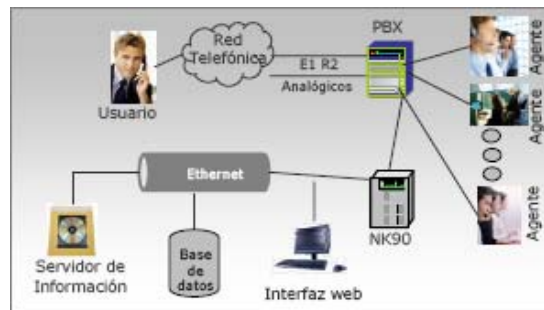 Red
Telefónica
PBX
E1 R2
Analógicos
Usuario
Agente
Agente
Agente
Ethernet
NK90
Servidor de
Información
Base
de
datos
Interfaz web